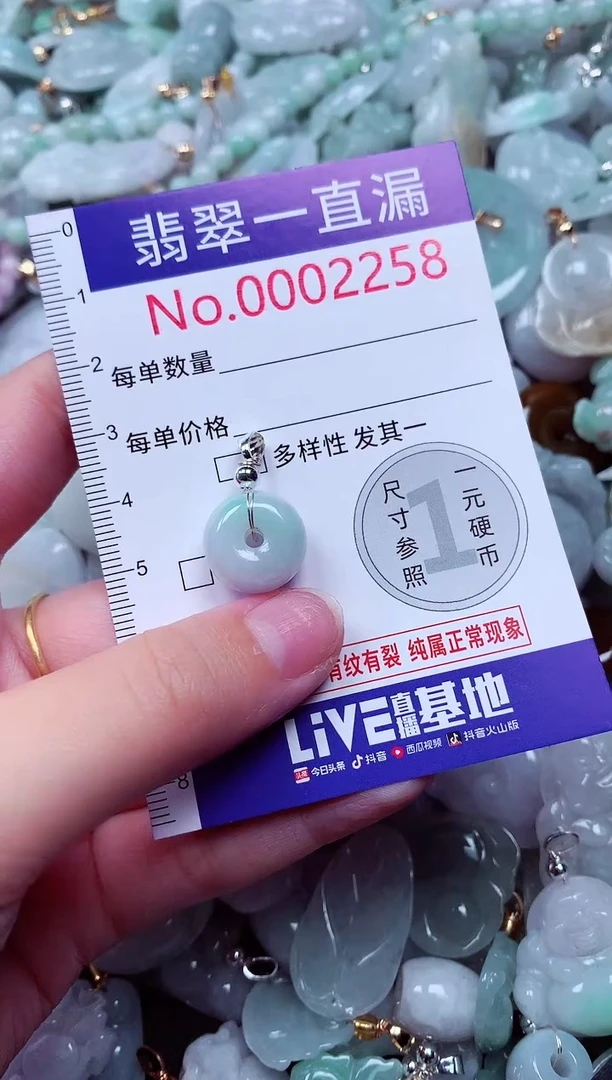 翡翠一直漏
No.0002258
每单数量
每单价格
多样性 发其一
尺寸参照
1
一元硬币
有纹有裂 纯属正常现象
LiVE直播基地
头条 今日头条 抖音 西瓜视频 抖音火山版
0
1
2
3
4
5
8